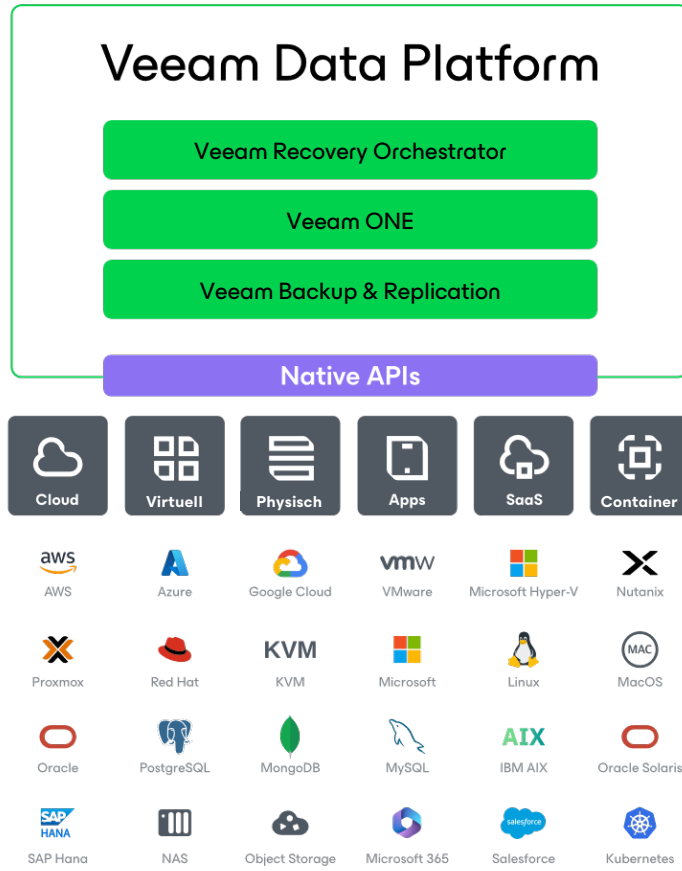 Veeam Data Platform
Veeam Recovery Orchestrator
Veeam ONE
Veeam Backup & Replication
Native APIs
Cloud
Virtuell
Physisch
Apps
SaaS
Container
aws
AWS
Azure
Google Cloud
vmw
VMware
Microsoft Hyper-V
Nutanix
Proxmox
Red Hat
KVM
KVM
Microsoft
Linux
MAC
MacOS
Oracle
PostgreSQL
MongoDB
MySQL
AIX
IBM AIX
Oracle Solaris
SAP
HANA
SAP Hana
NAS
Object Storage
Microsoft 365
salesforce
Salesforce
Kubernetes